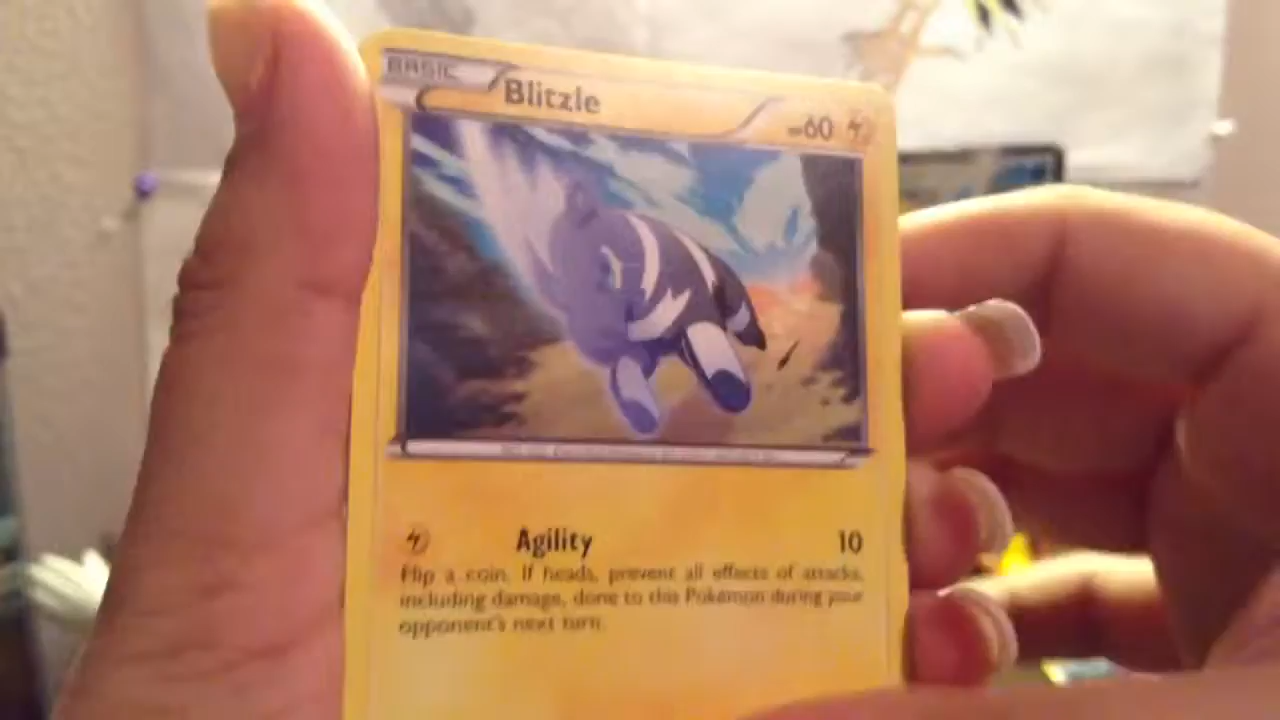 BASIC
Blitzle
HP60
Agility 10
Flip a coin. If heads, prevent all effects of attacks,
including damage, done to this Pokémon during your
opponent's next turn.